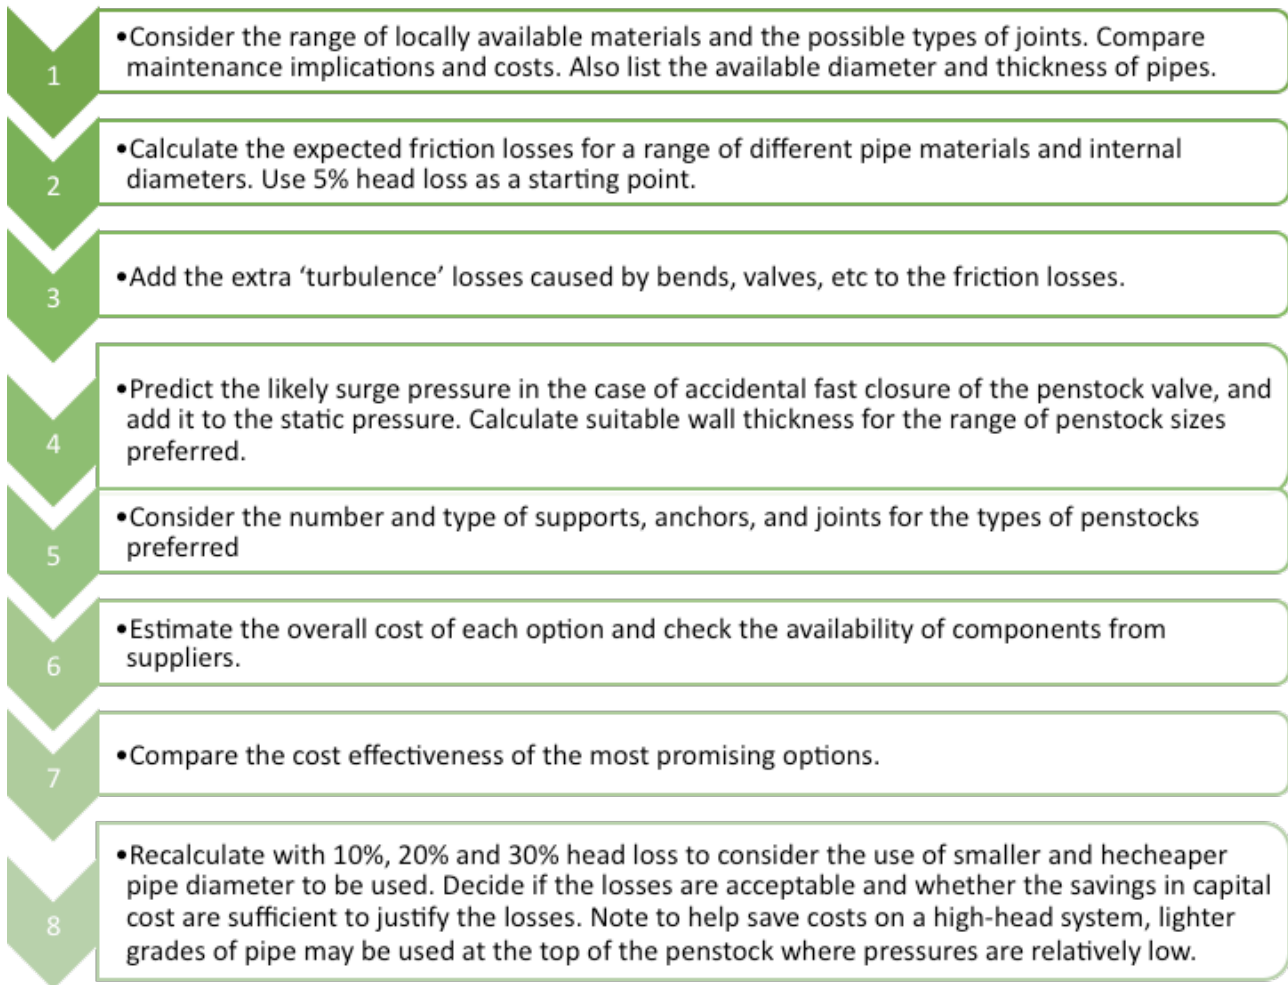 1
•Consider the range of locally available materials and the possible types of joints. Compare
maintenance implications and costs. Also list the available diameter and thickness of pipes.
2
•Calculate the expected friction losses for a range of different pipe materials and internal
diameters. Use 5% head loss as a starting point.
3
•Add the extra ‘turbulence’ losses caused by bends, valves, etc to the friction losses.
4
•Predict the likely surge pressure in the case of accidental fast closure of the penstock valve, and
add it to the static pressure. Calculate suitable wall thickness for the range of penstock sizes
preferred.
5
•Consider the number and type of supports, anchors, and joints for the types of penstocks
preferred
6
•Estimate the overall cost of each option and check the availability of components from
suppliers.
7
•Compare the cost effectiveness of the most promising options.
8
•Recalculate with 10%, 20% and 30% head loss to consider the use of smaller and hecheaper
pipe diameter to be used. Decide if the losses are acceptable and whether the savings in capital
cost are sufficient to justify the losses. Note to help save costs on a high-head system, lighter
grades of pipe may be used at the top of the penstock where pressures are relatively low.